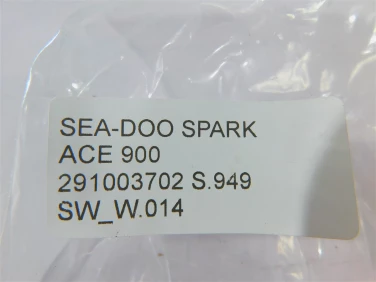 SEA-DOO SPARK
ACE 900
291003702 S.949
SW_W.014